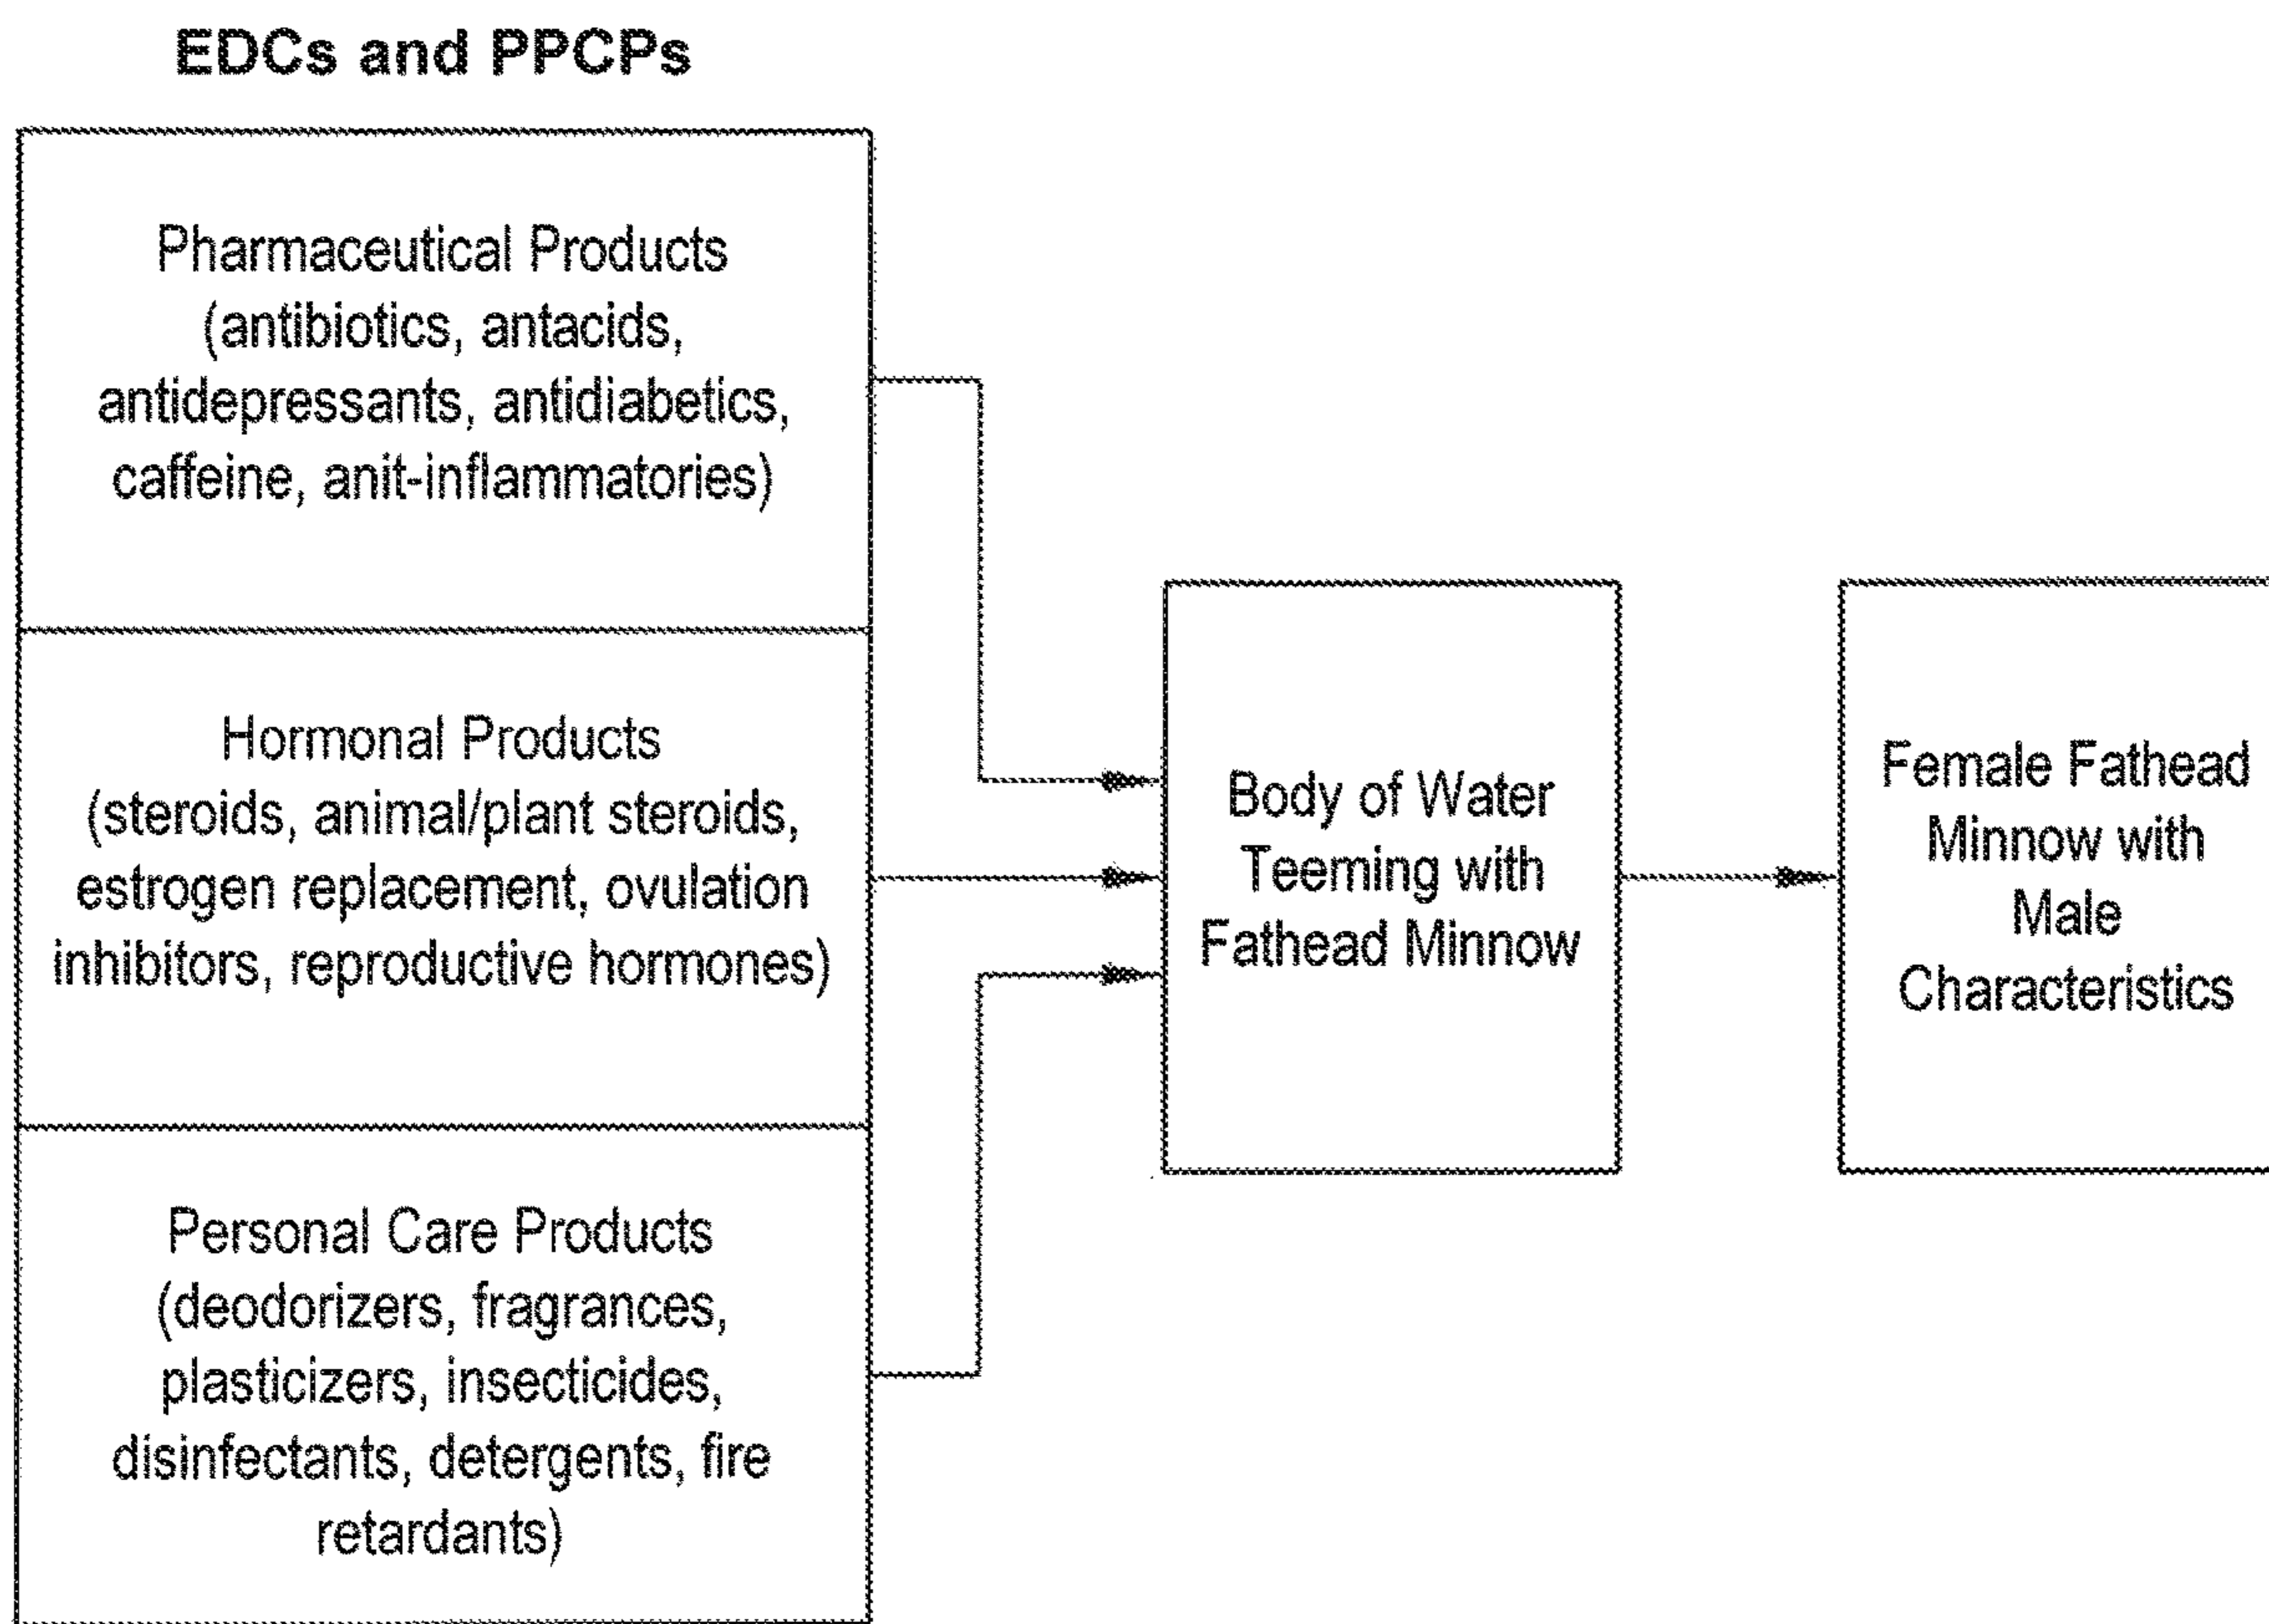 EDCs and PPCPs
Pharmaceutical Products
(antibiotics, antacids,
antidepressants, antidiabetics,
caffeine, anit-inflammatories)
Hormonal Products
(steroids, animal/plant steroids,
estrogen replacement, ovulation
inhibitors, reproductive hormones)
Personal Care Products
(deodorizers, fragrances,
plasticizers, insecticides,
disinfectants, detergents, fire
retardants)
Body of Water
Teeming with
Fathead Minnow
Female Fathead
Minnow with
Male
Characteristics